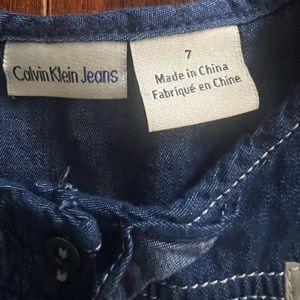 Calvin Klein Jeans
7
Made in China
Fabriqué en Chine